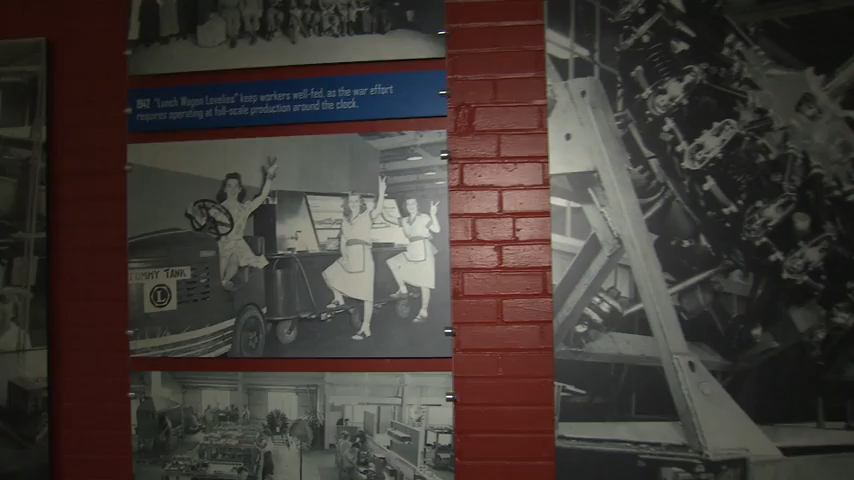 1942 "Lunch Wagon Lovelies" keep workers well-fed, as the war effort
requires operating at full-scale production around the clock.
TUMMY TANK
L